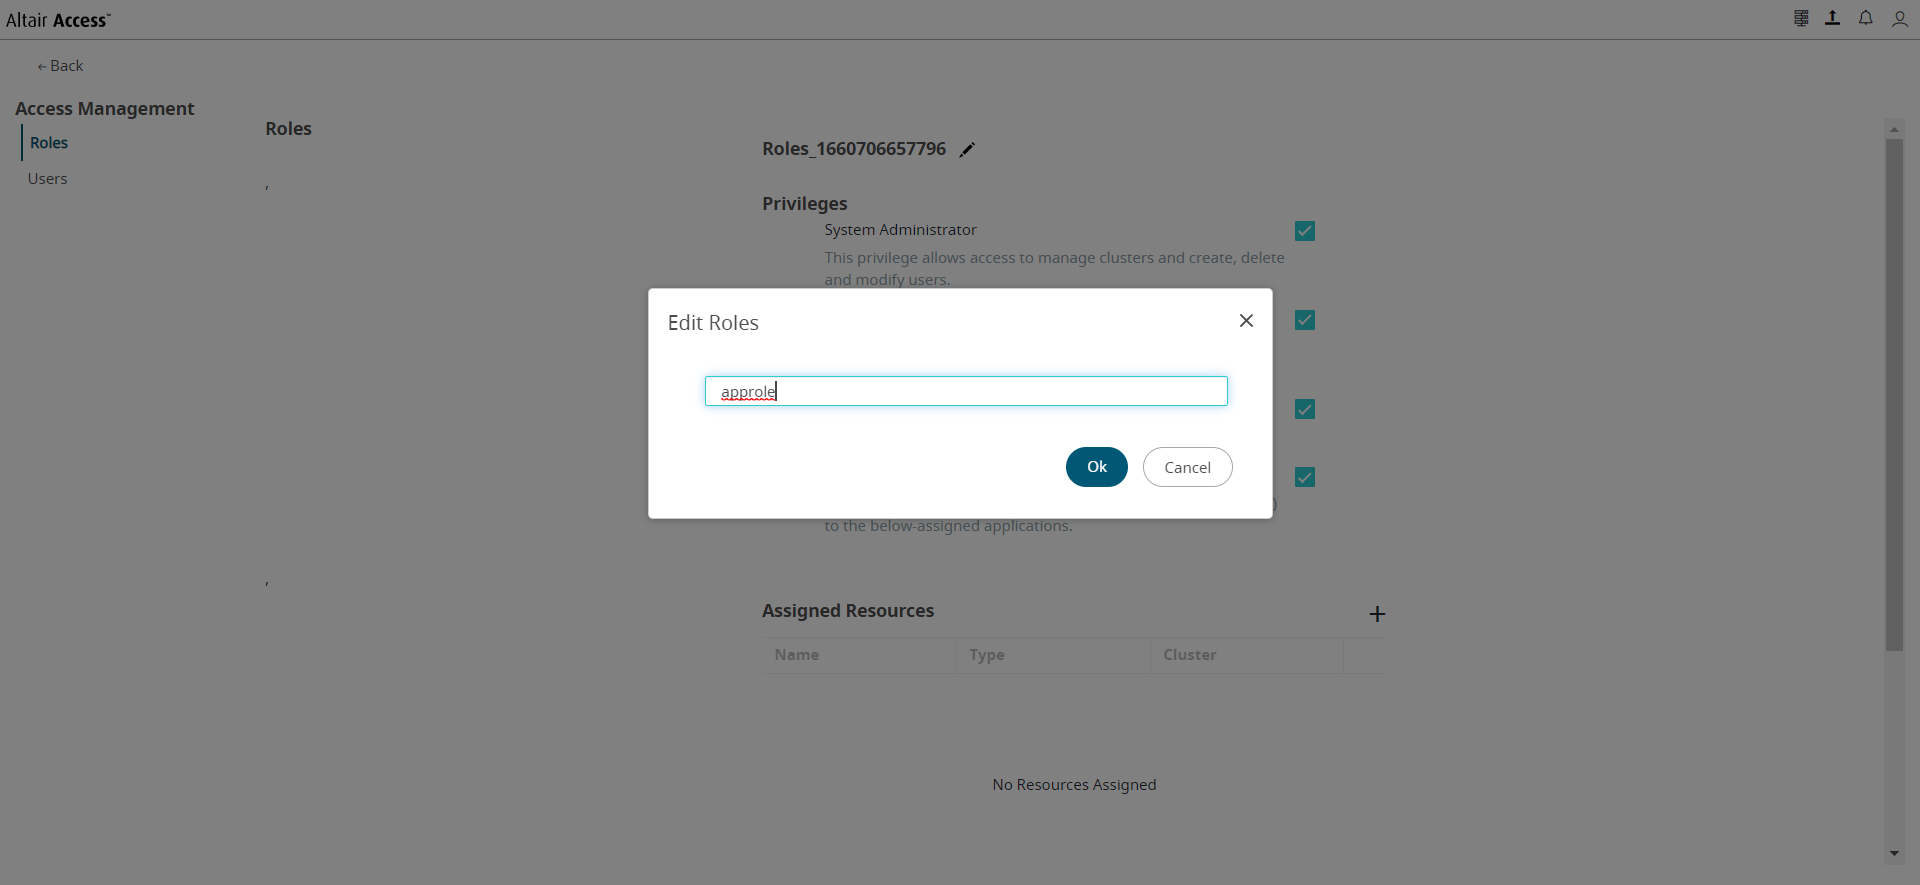 Altair Access™
← Back
Access Management
Roles
Users
Roles
,
,
Roles_1660706657796
Privileges
System Administrator
This privilege allows access to manage clusters and create, delete
and modify users.
Edit Roles
approle
Ok
Cancel
)
to the below-assigned applications.
Assigned Resources
Name
Type
Cluster
No Resources Assigned